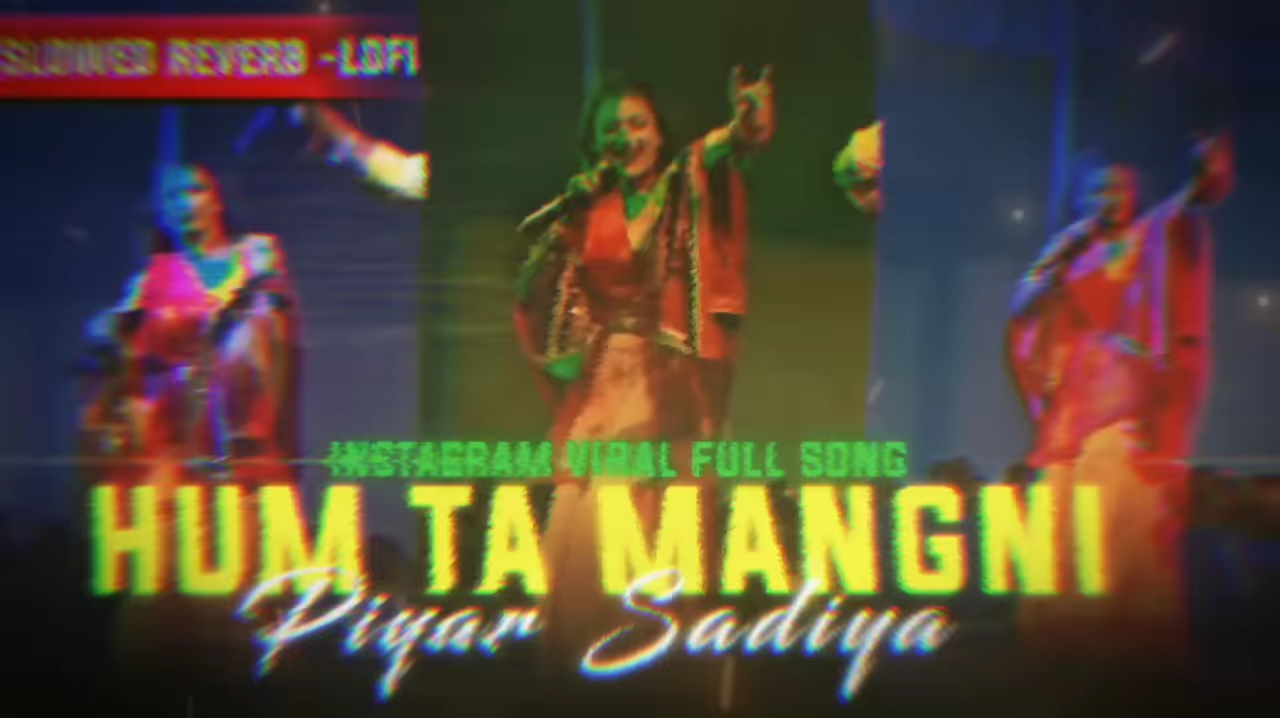 SLOWED REVERB -LOFI
INSTAGRAM VIRAL FULL SONG
HUM TA MANGNI
Piyar Sadiya